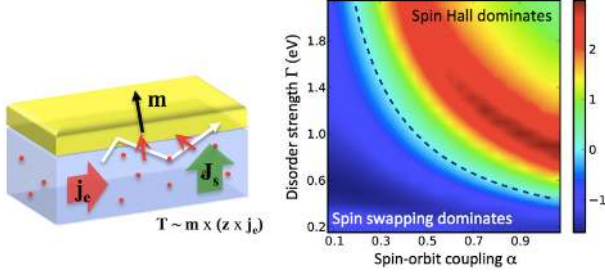 m
j_e
J_s
T ~ m x (z x j_e)
Disorder strength Γ (eV)
1.8
1.4
1.0
0.6
0.2
Spin Hall dominates
Spin swapping dominates
0.1 0.3 0.5 0.7 0.9
Spin-orbit coupling α
2
1
0
−1